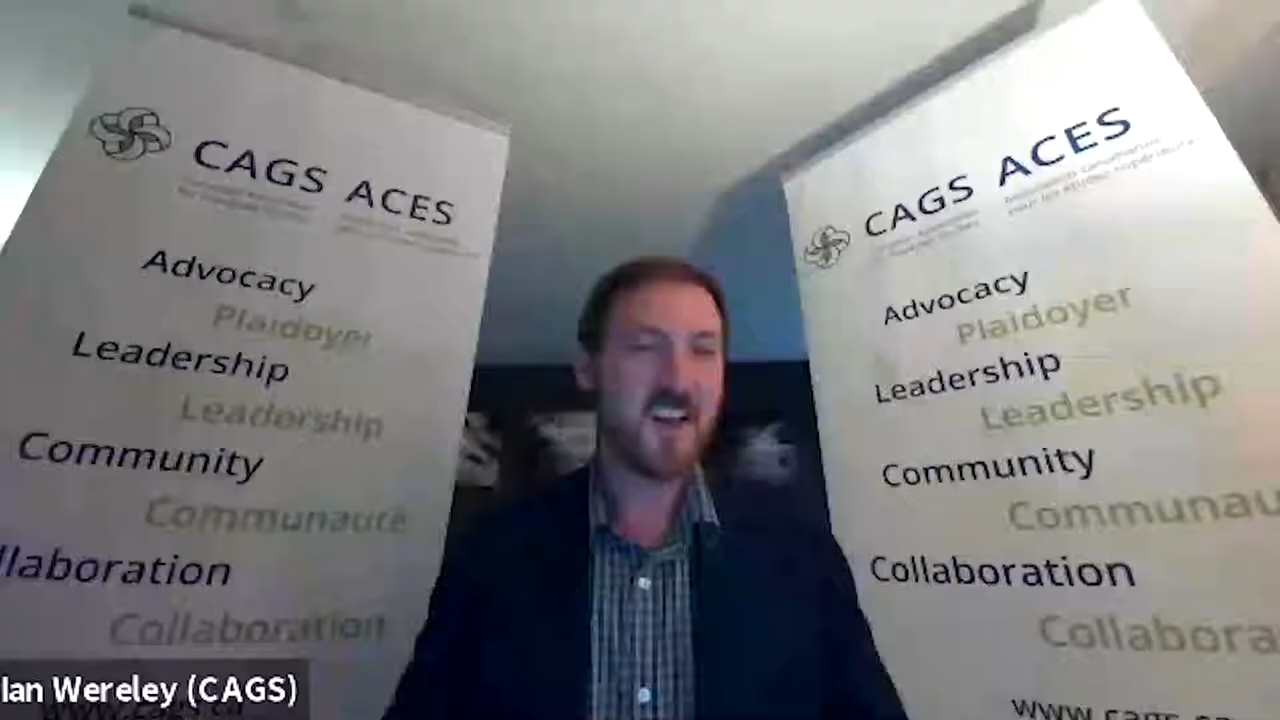 CAGS ACES
Advocacy
Plaidoyer
Leadership
Leadership
Community
Communauté
llaboration
Collaboration
Ian Wereley (CAGS)
CAGS ACES
Advocacy
Plaidoyer
Leadership
Leadership
Community
Communau
Collaboration
Collabora